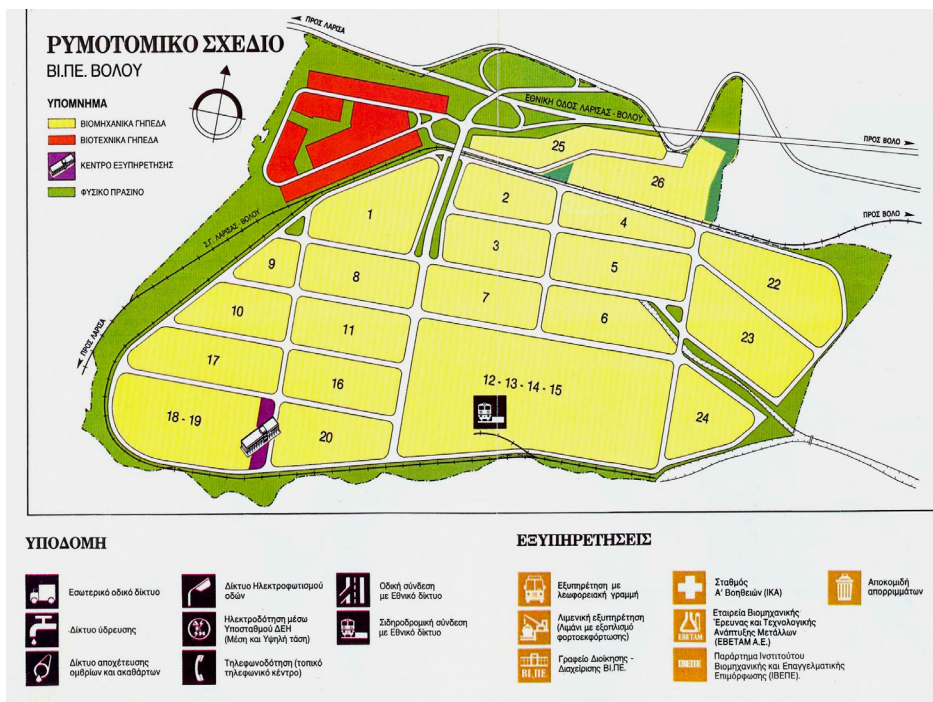 ΠΡΟΣ ΛΑΡΙΣΑ
ΡΥΜΟΤΟΜΙΚΟ ΣΧΕΔΙΟ
ΒΙ.ΠΕ. ΒΟΛΟΥ
ΥΠΟΜΝΗΜΑ
ΒΙΟΜΗΧΑΝΙΚΑ ΓΗΠΕΔΑ
ΒΙΟΤΕΧΝΙΚΑ ΓΗΠΕΔΑ
ΚΕΝΤΡΟ ΕΞΥΠΗΡΕΤΗΣΗΣ
ΦΥΣΙΚΟ ΠΡΑΣΙΝΟ
ΕΘΝΙΚΗ ΟΔΟΣ ΛΑΡΙΣΑΣ - ΒΟΛΟΥ
ΠΡΟΣ ΒΟΛΟ
ΠΡΟΣ ΒΟΛΟ
Σ.Γ. ΛΑΡΙΣΑΣ - ΒΟΛΟΥ
ΠΡΟΣ ΛΑΡΙΣΑ
25
26
1
2
4
3
5
22
9
8
7
6
23
10
11
17
16
12 - 13 - 14 - 15
18 - 19
20
24
ΥΠΟΔΟΜΗ
Εσωτερικό οδικό δίκτυο
Δίκτυο ύδρευσης
Δίκτυο αποχέτευσης
ομβρίων και ακαθάρτων
Δίκτυο Ηλεκτροφωτισμού
οδών
Ηλεκτροδότηση μέσω
Υποσταθμού ΔΕΗ
(Μέση και Υψηλή τάση)
Τηλεφωνοδότηση (τοπικό
τηλεφωνικό κέντρο)
Οδική σύνδεση
με Εθνικό δίκτυο
Σιδηροδρομική σύνδεση
με Εθνικό δίκτυο
ΕΞΥΠΗΡΕΤΗΣΕΙΣ
Εξυπηρέτηση με
λεωφορειακή γραμμή
Λιμενική εξυπηρέτηση
(Λιμάνι με εξοπλισμό
φορτοεκφόρτωσης)
ΒΙ.ΠΕ.
Γραφείο Διοίκησης -
Διαχείρισης ΒΙ.ΠΕ.
Σταθμός
Α' Βοηθειών (ΙΚΑ)
ΕΒΕΤΑΜ
Εταιρεία Βιομηχανικής
Έρευνας και Τεχνολογικής
Ανάπτυξης Μετάλλων
(ΕΒΕΤΑΜ Α.Ε.)
ΙΒΕΠΕ
Παράρτημα Ινστιτούτου
Βιομηχανικής και Επαγγελματικής
Επιμόρφωσης (ΙΒΕΠΕ).
Αποκομιδή
απορριμμάτων